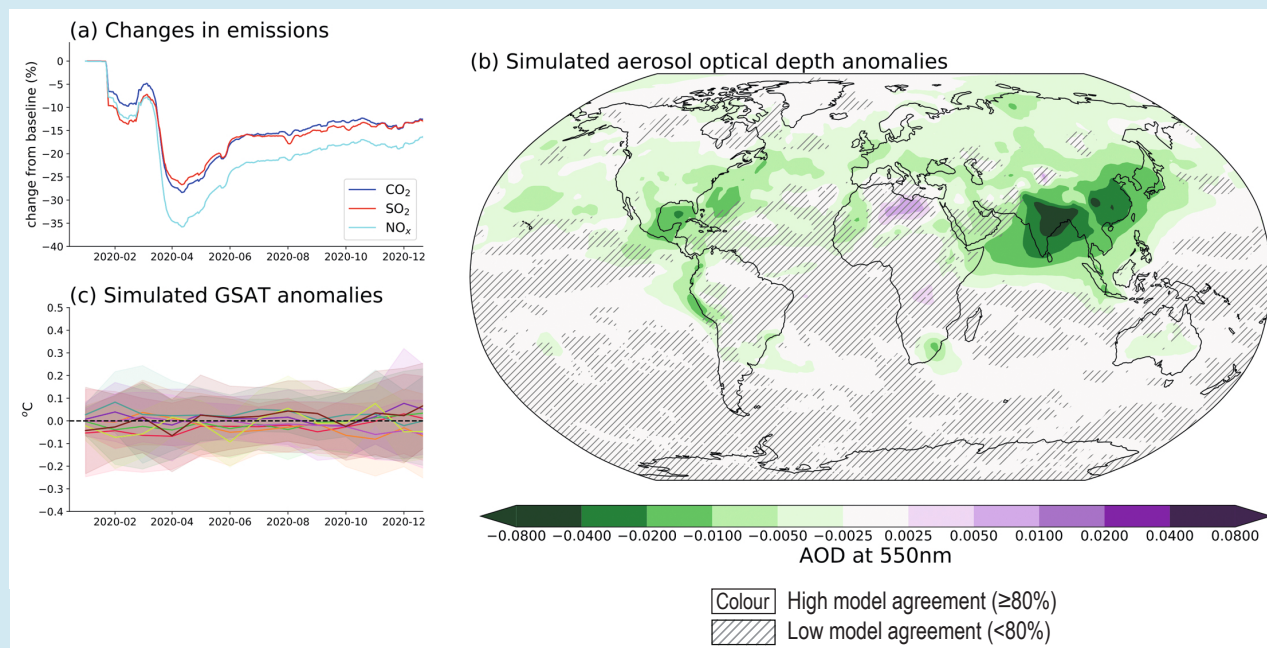 (a) Changes in emissions
change from baseline (%)
0
−5
−10
−15
−20
−25
−30
−35
−40
CO₂
SO₂
NOₓ
2020-02 2020-04 2020-06 2020-08 2020-10 2020-12
(b) Simulated aerosol optical depth anomalies
(c) Simulated GSAT anomalies
°C
0.5
0.4
0.3
0.2
0.1
0.0
−0.1
−0.2
−0.3
−0.4
2020-02 2020-04 2020-06 2020-08 2020-10 2020-12
−0.0800 −0.0400 −0.0200 −0.0100 −0.0050 −0.0025 0.0025 0.0050 0.0100 0.0200 0.0400 0.0800
AOD at 550nm
Colour High model agreement (≥80%)
Low model agreement (<80%)